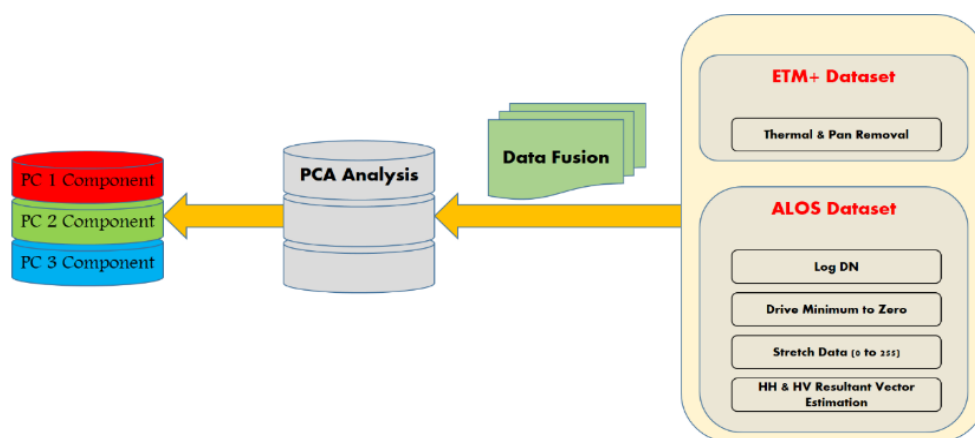 ETM+ Dataset
Thermal & Pan Removal
Data Fusion
PCA Analysis
PC 1 Component
PC 2 Component
PC 3 Component
ALOS Dataset
Log DN
Drive Minimum to Zero
Stretch Data (0 to 255)
HH & HV Resultant Vector
Estimation